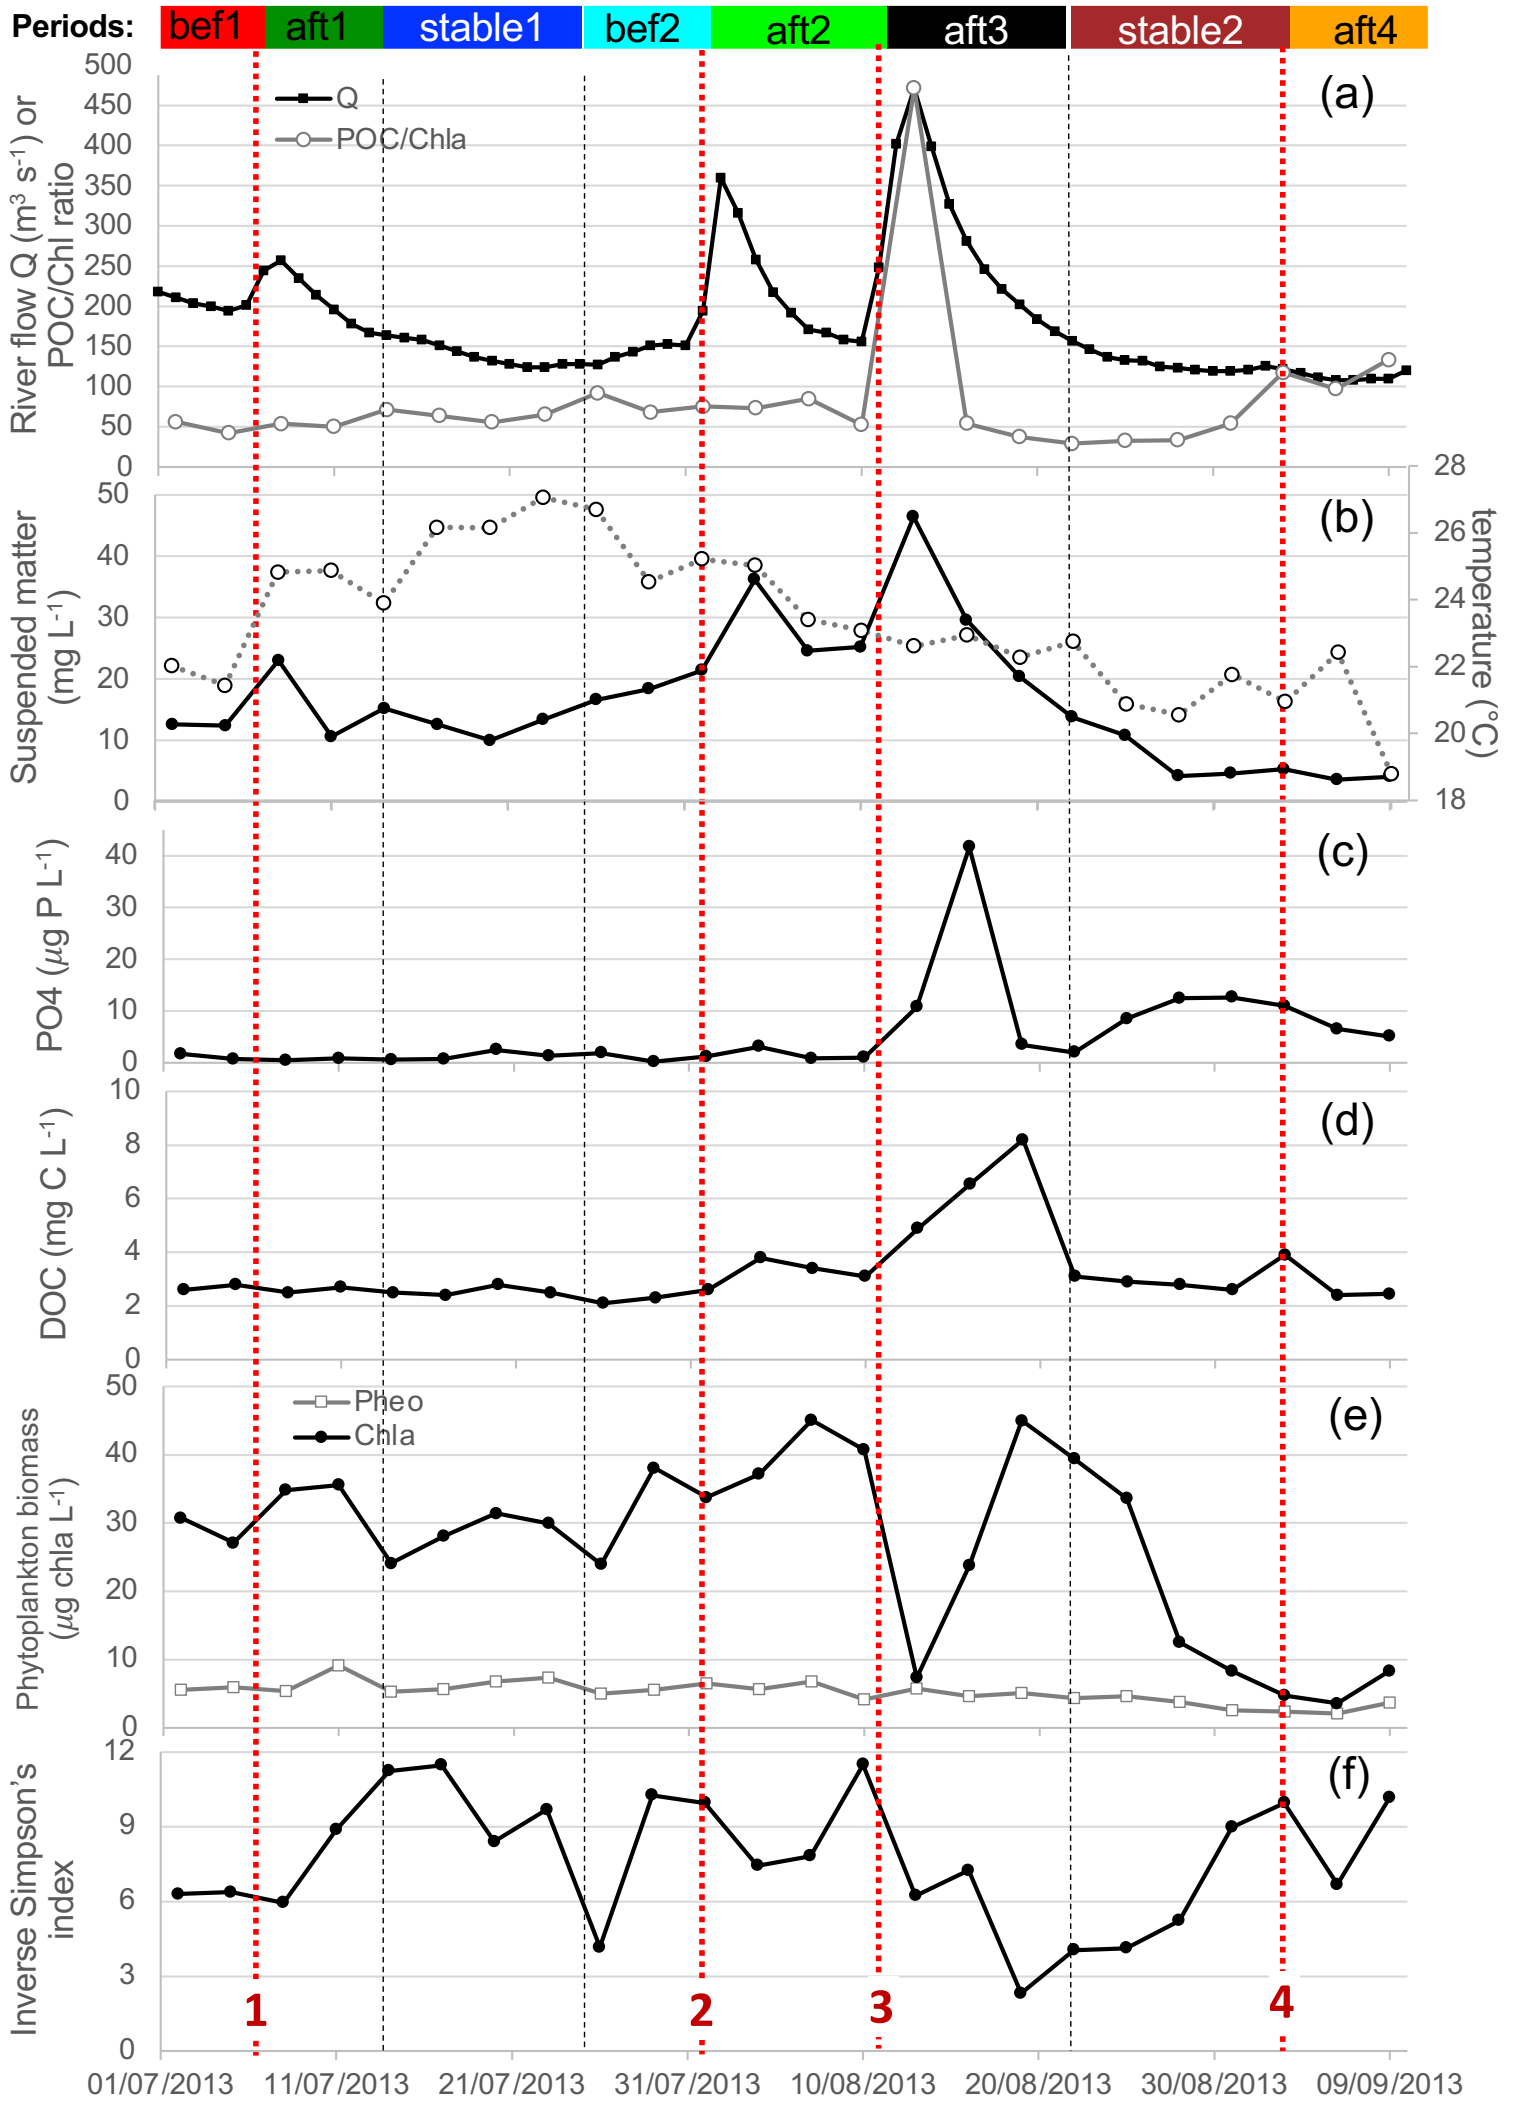 Periods: bef1 aft1 stable1 bef2 aft2 aft3 stable2 aft4
River flow Q (m³ s⁻¹) or
POC/Chl ratio
500
450
400
350
300
250
200
150
100
50
0
Q
POC/Chla
(a)
Suspended matter
(mg L⁻¹)
50
40
30
20
10
0
(b)
28
26
24
22
20
18
temperature (°C)
PO4 (µg P L⁻¹)
40
30
20
10
0
(c)
DOC (mg C L⁻¹)
10
8
6
4
2
0
(d)
Phytoplankton biomass
(µg chla L⁻¹)
50
40
30
20
10
0
Pheo
Chla
(e)
Inverse Simpson's
index
12
9
6
3
0
(f)
1 2 3 4
01/07/2013 11/07/2013 21/07/2013 31/07/2013 10/08/2013 20/08/2013 30/08/2013 09/09/2013